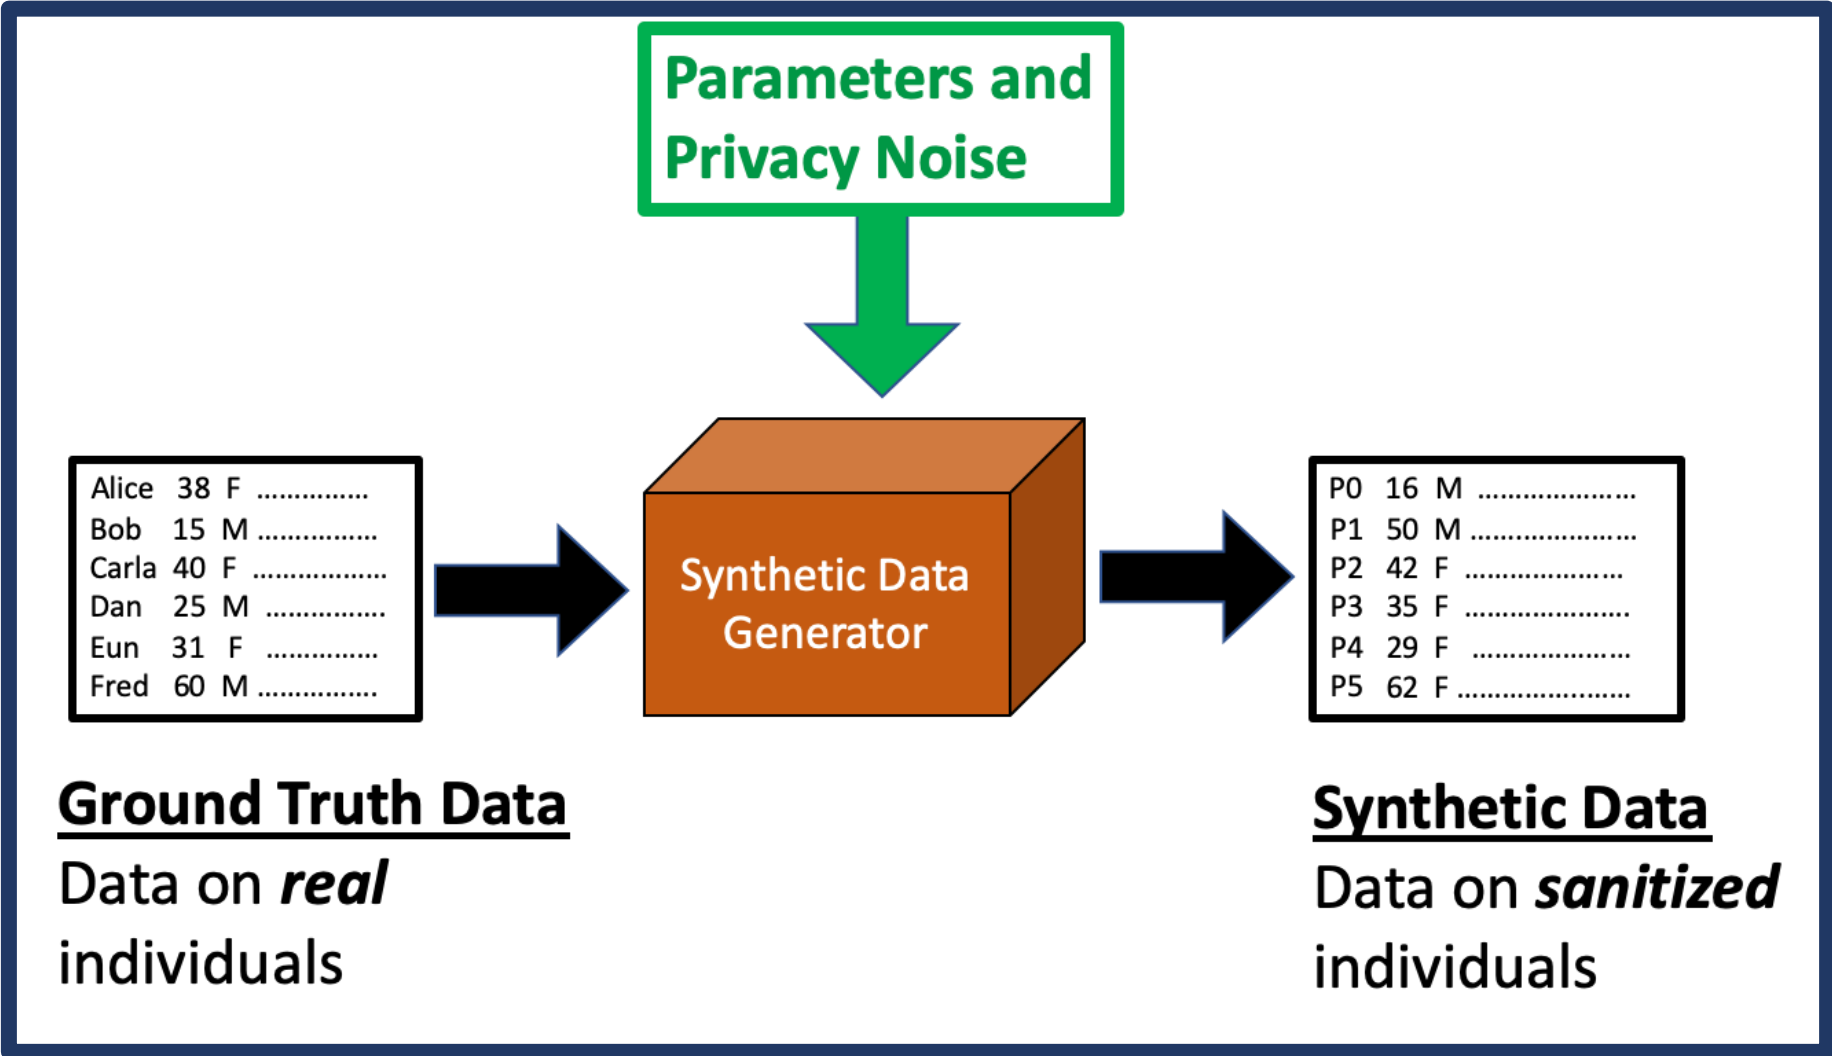 Parameters and
Privacy Noise
Alice 38 F ...............
Bob 15 M ................
Carla 40 F ..................
Dan 25 M ................
Eun 31 F ...............
Fred 60 M ................
Synthetic Data
Generator
P0 16 M .....................
P1 50 M ......................
P2 42 F .....................
P3 35 F ......................
P4 29 F .....................
P5 62 F .......................
Ground Truth Data
Data on real
individuals
Synthetic Data
Data on sanitized
individuals